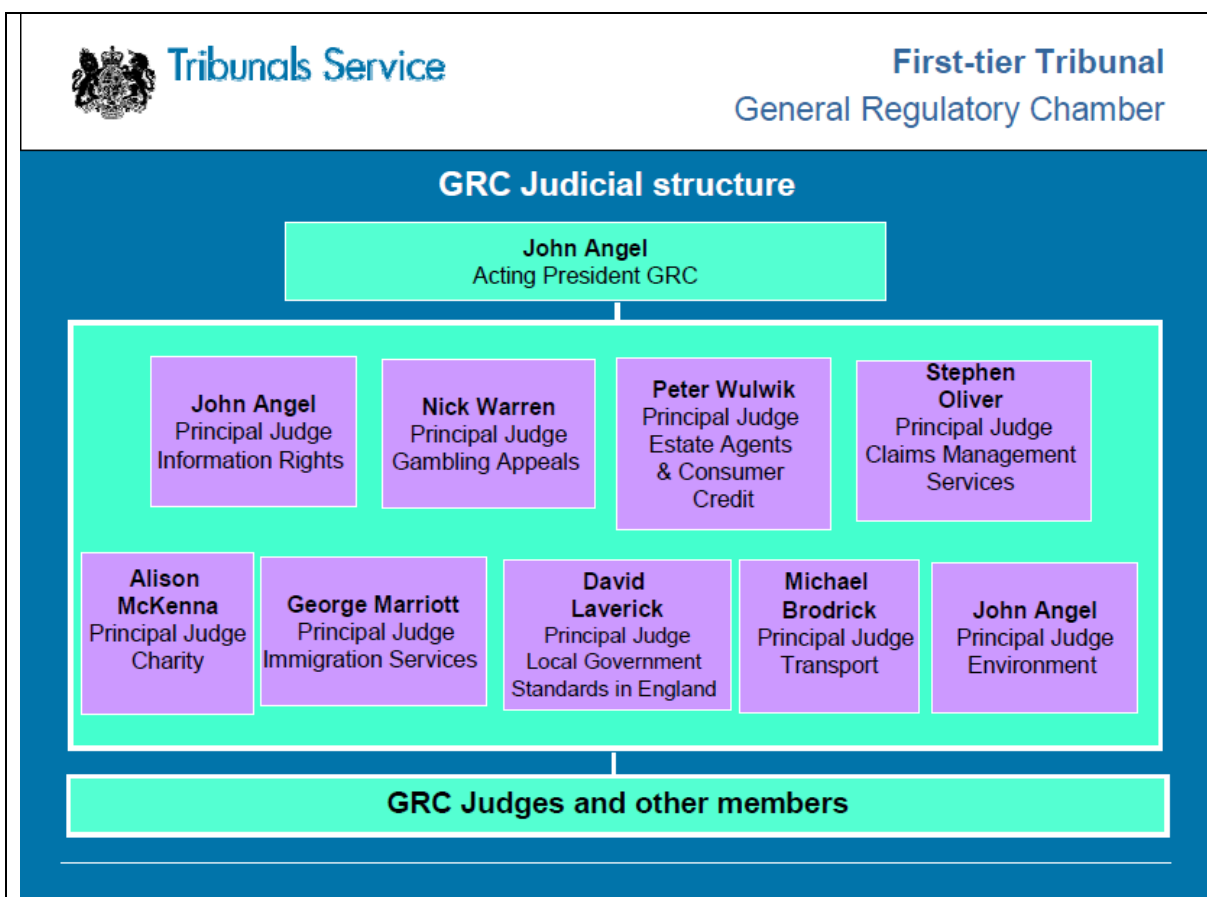 Tribunals Service
First-tier Tribunal
General Regulatory Chamber
GRC Judicial structure
John Angel
Acting President GRC
John Angel
Principal Judge
Information Rights
Nick Warren
Principal Judge
Gambling Appeals
Peter Wulwik
Principal Judge
Estate Agents
& Consumer
Credit
Stephen
Oliver
Principal Judge
Claims Management
Services
Alison
McKenna
Principal Judge
Charity
George Marriott
Principal Judge
Immigration Services
David
Laverick
Principal Judge
Local Government
Standards in England
Michael
Brodrick
Principal Judge
Transport
John Angel
Principal Judge
Environment
GRC Judges and other members